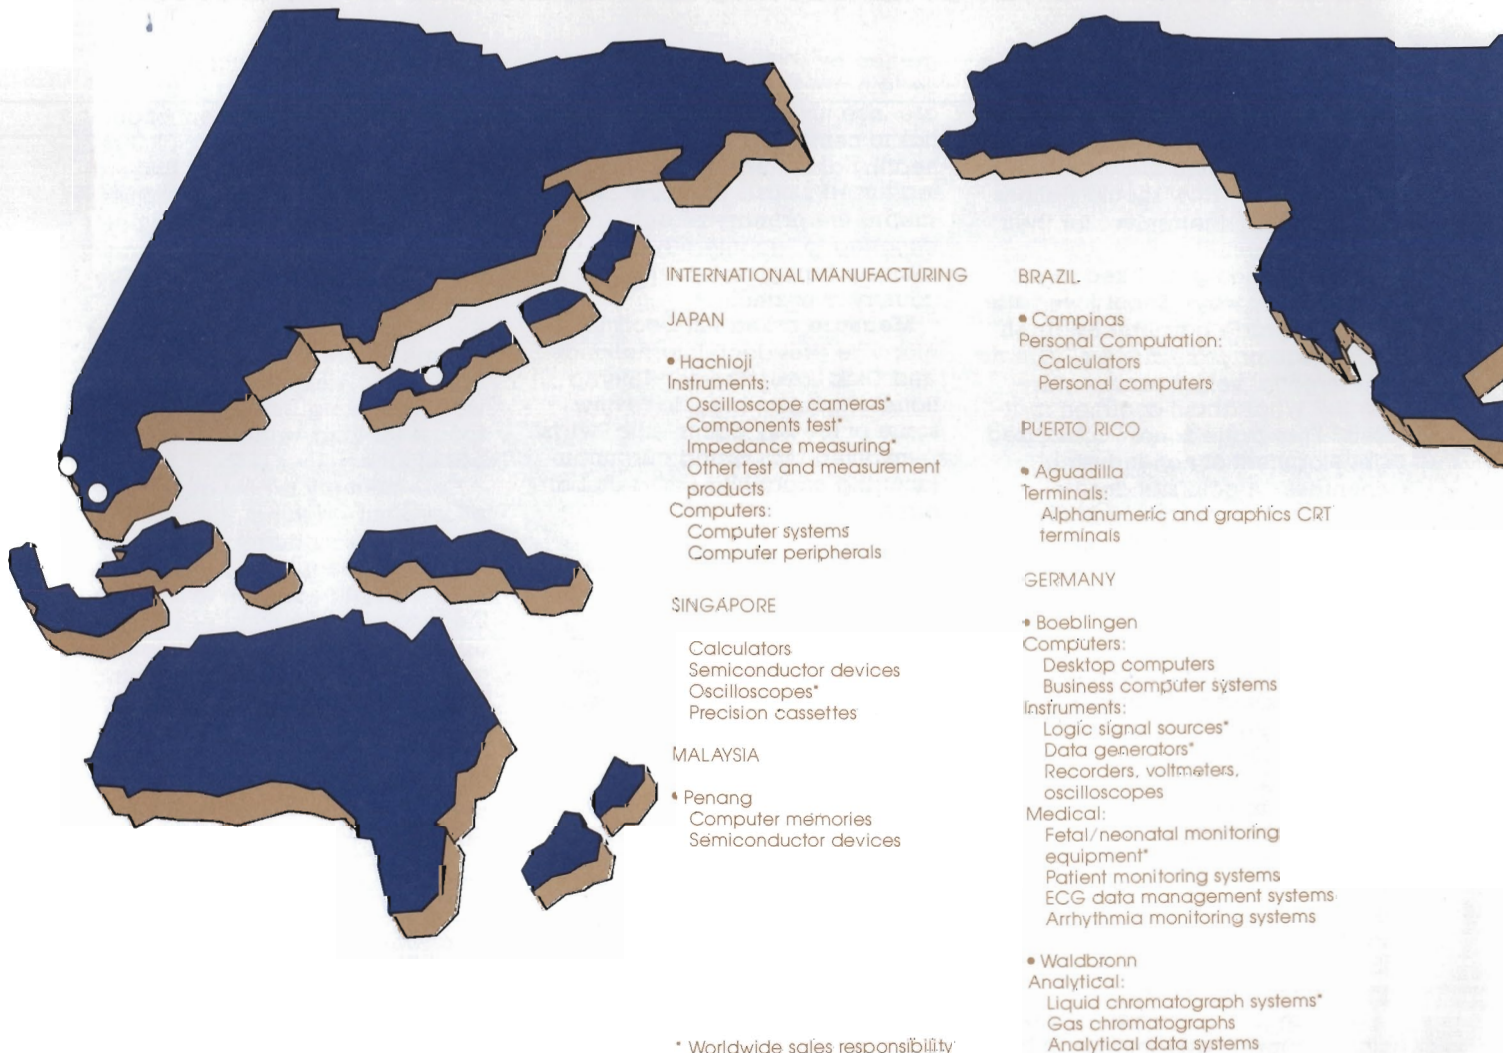 INTERNATIONAL MANUFACTURING
JAPAN
• Hachioji
Instruments:
Oscilloscope cameras*
Components test*
Impedance measuring*
Other test and measurement
products
Computers:
Computer systems
Computer peripherals
SINGAPORE
Calculators
Semiconductor devices
Oscilloscopes*
Precision cassettes
MALAYSIA
• Penang
Computer memories
Semiconductor devices
* Worldwide sales responsibility
BRAZIL
• Campinas
Personal Computation:
Calculators
Personal computers
PUERTO RICO
• Aguadilla
Terminals:
Alphanumeric and graphics CRT
terminals
GERMANY
• Boeblingen
Computers:
Desktop computers
Business computer systems
Instruments:
Logic signal sources*
Data generators*
Recorders, voltmeters,
oscilloscopes
Medical:
Fetal/neonatal monitoring
equipment*
Patient monitoring systems
ECG data management systems
Arrhythmia monitoring systems
• Waldbronn
Analytical:
Liquid chromatograph systems*
Gas chromatographs
Analytical data systems